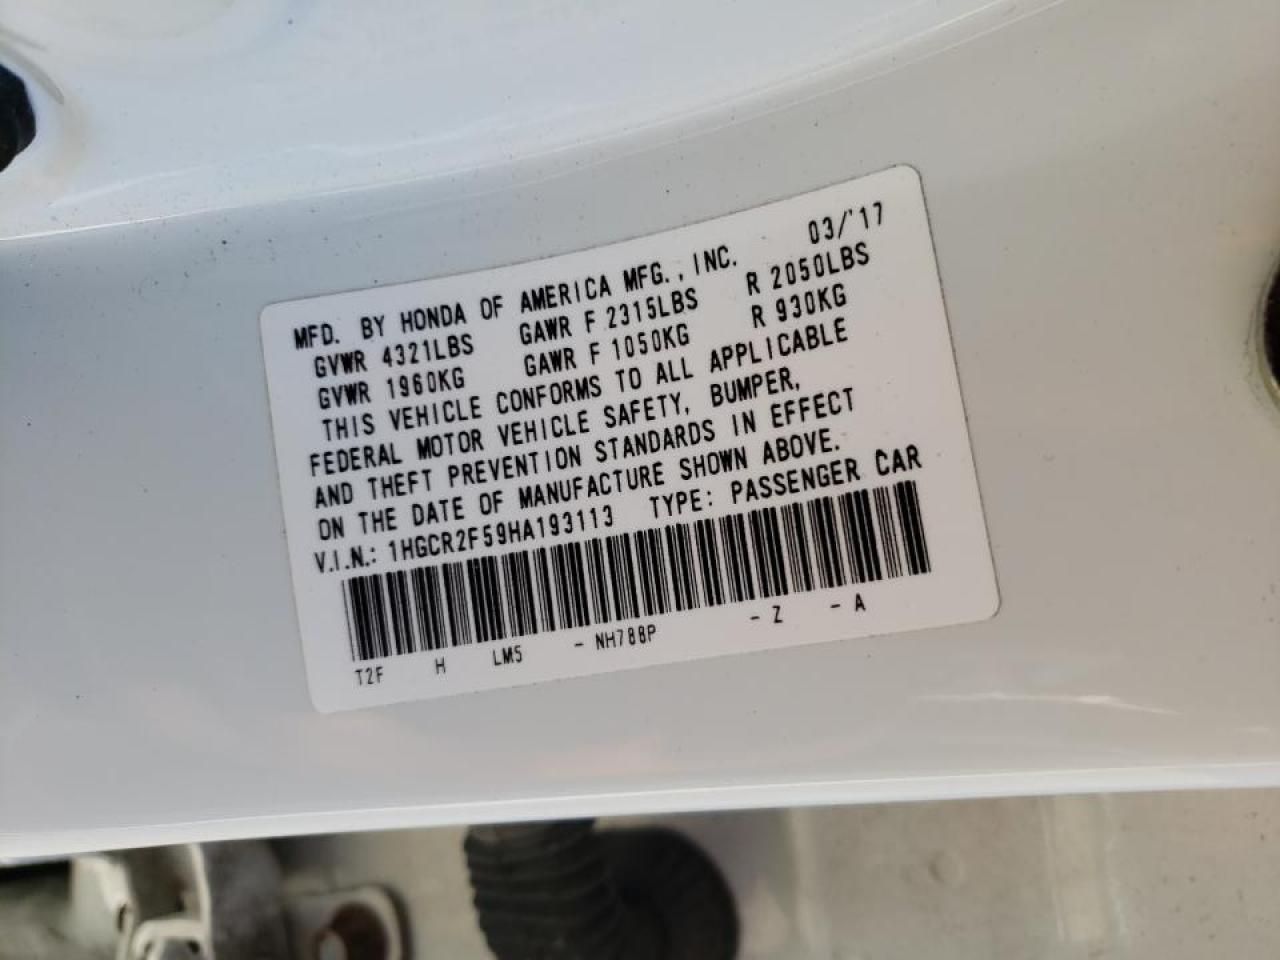 03/'17
MFD. BY HONDA OF AMERICA MFG., INC.
GVWR 4321LBS GAWR F 2315LBS R 2050LBS
GVWR 1960KG GAWR F 1050KG R 930KG
THIS VEHICLE CONFORMS TO ALL APPLICABLE
FEDERAL MOTOR VEHICLE SAFETY, BUMPER,
AND THEFT PREVENTION STANDARDS IN EFFECT
ON THE DATE OF MANUFACTURE SHOWN ABOVE.
V.I.N.: 1HGCR2F59HA193113 TYPE: PASSENGER CAR
T2F H LM5 - NH788P - Z - A